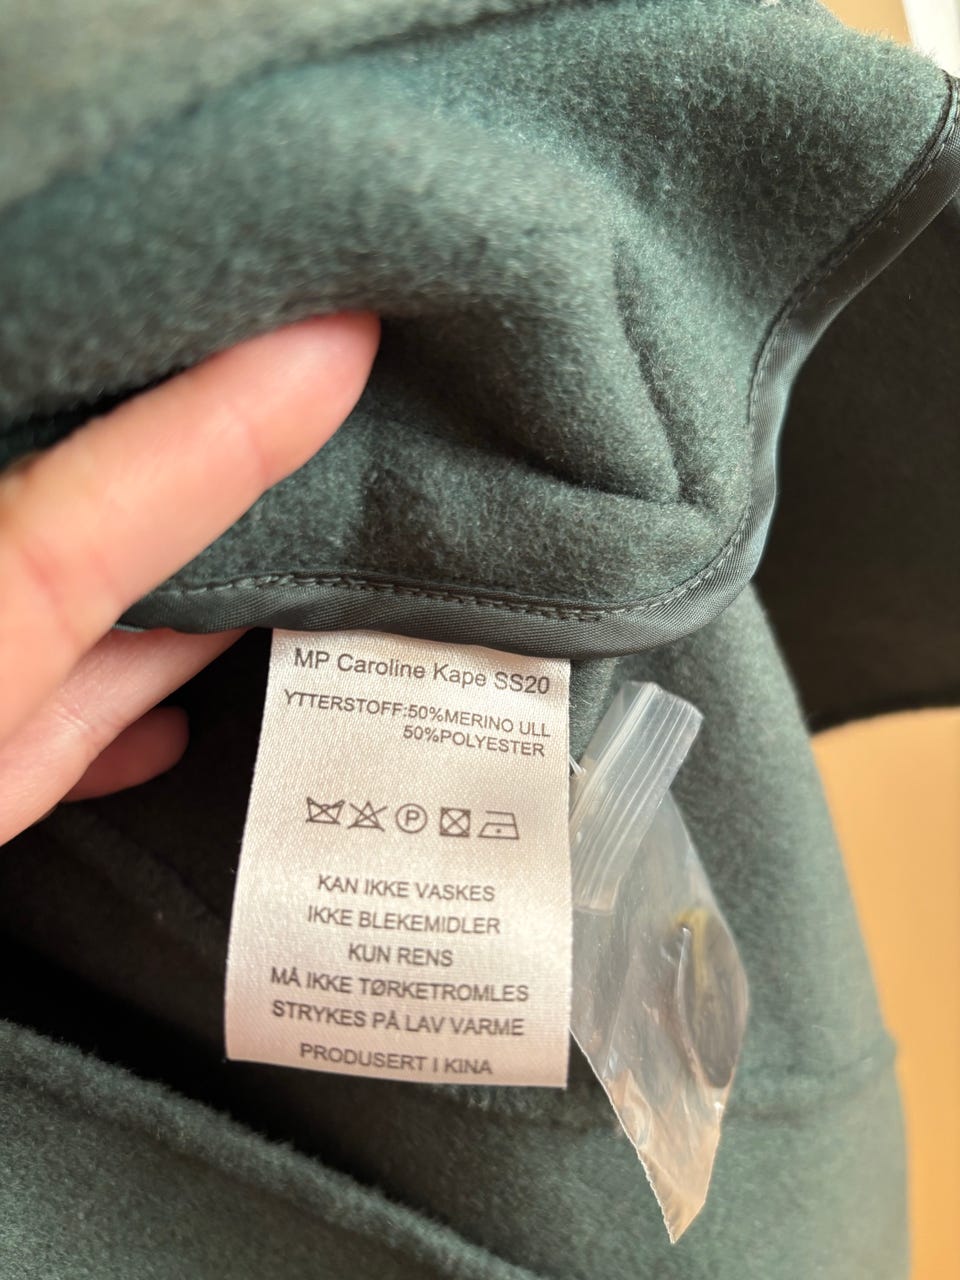 MP Caroline Kape SS20
YTTERSTOFF:50%MERINO ULL
50%POLYESTER
P
KAN IKKE VASKES
IKKE BLEKEMIDLER
KUN RENS
MÅ IKKE TØRKETROMLES
STRYKES PÅ LAV VARME
PRODUSERT I KINA